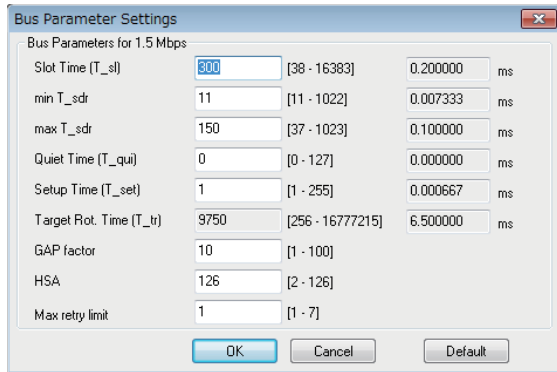 Bus Parameter Settings
Bus Parameters for 1.5 Mbps
Slot Time (T_sl) 300 [38 - 16383] 0.200000 ms
min T_sdr 11 [11 - 1022] 0.007333 ms
max T_sdr 150 [37 - 1023] 0.100000 ms
Quiet Time (T_qui) 0 [0 - 127] 0.000000 ms
Setup Time (T_set) 1 [1 - 255] 0.000667 ms
Target Rot. Time (T_tr) 9750 [256 - 16777215] 6.500000 ms
GAP factor 10 [1 - 100]
HSA 126 [2 - 126]
Max retry limit 1 [1 - 7]
OK Cancel Default